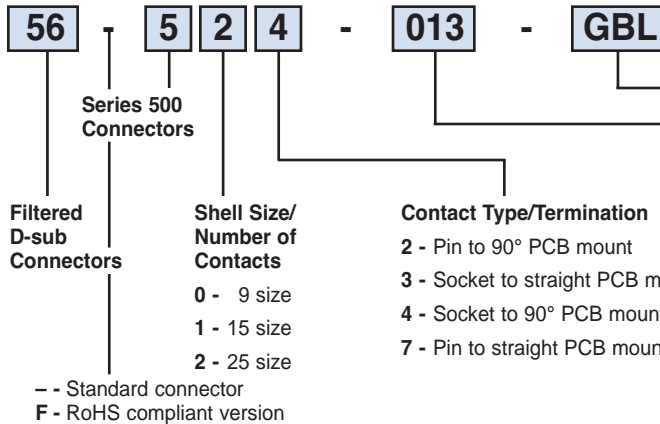 56 - 5 2 4 - 013 - GBL
Series 500
Connectors
Filtered
D-sub
Connectors
Shell Size/
Number of
Contacts
0 - 9 size
1 - 15 size
2 - 25 size
Contact Type/Termination
2 - Pin to 90° PCB mount
3 - Socket to straight PCB m
4 - Socket to 90° PCB mount
7 - Pin to straight PCB moun
– - Standard connector
F - RoHS compliant version